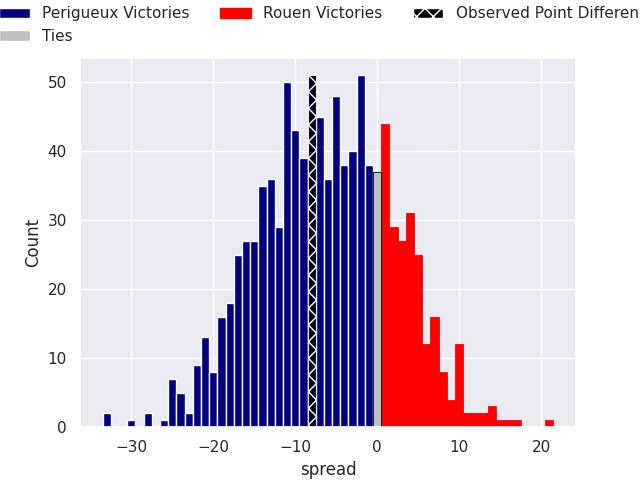 Perigueux Victories Rouen Victories Observed Point Differen
Ties
50
40
30
20
10
0
Count
−30 −20 −10 0 10 20
spread